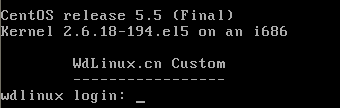 CentOS release 5.5 (Final)
Kernel 2.6.18-194.el5 on an i686
WdLinux.cn Custom
-----------------
wdlinux login: _